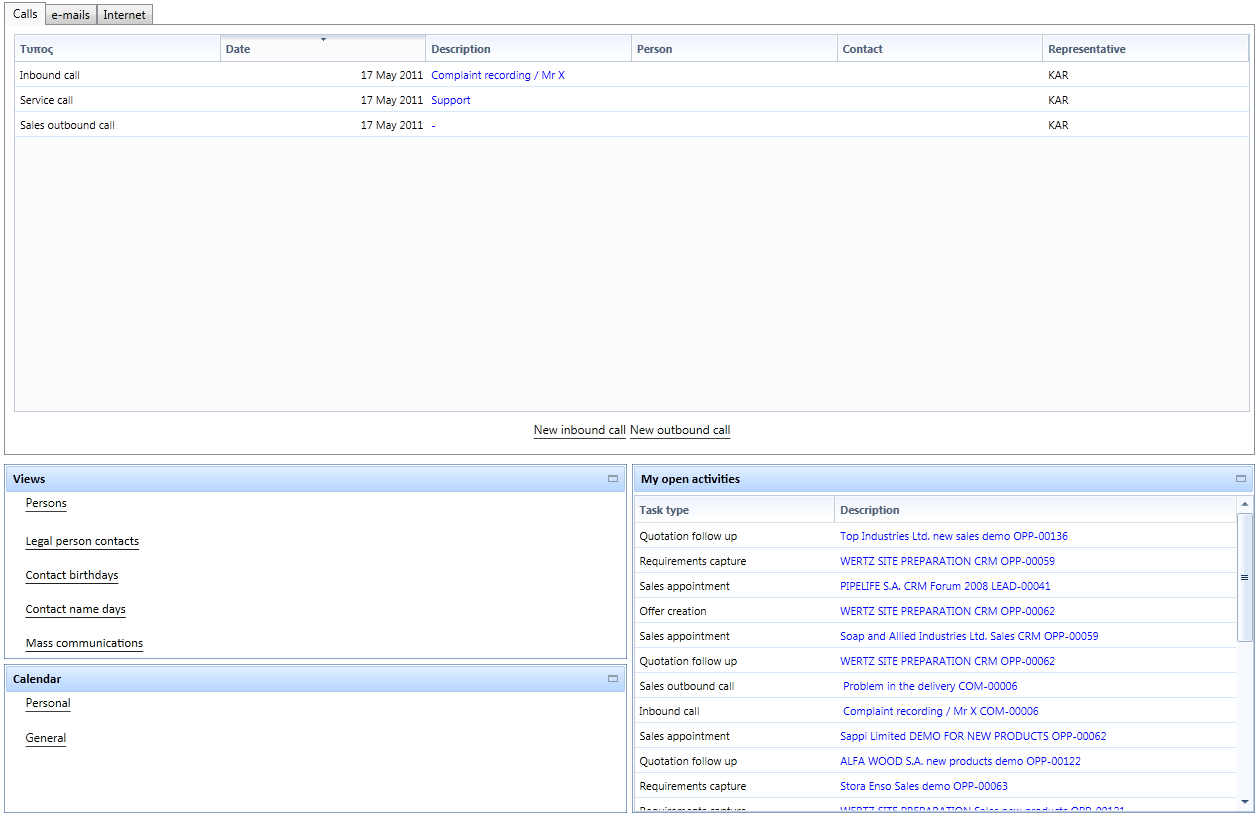 Calls e-mails Internet
Τυπος Date Description Person Contact Representative
Inbound call 17 May 2011 Complaint recording / Mr X KAR
Service call 17 May 2011 Support KAR
Sales outbound call 17 May 2011 - KAR
New inbound call New outbound call
Views
Persons
Legal person contacts
Contact birthdays
Contact name days
Mass communications
Calendar
Personal
General
My open activities
Task type Description
Quotation follow up Top Industries Ltd. new sales demo OPP-00136
Requirements capture WERTZ SITE PREPARATION CRM OPP-00059
Sales appointment PIPELIFE S.A. CRM Forum 2008 LEAD-00041
Offer creation WERTZ SITE PREPARATION CRM OPP-00062
Sales appointment Soap and Allied Industries Ltd. Sales CRM OPP-00059
Quotation follow up WERTZ SITE PREPARATION CRM OPP-00062
Sales outbound call Problem in the delivery COM-00006
Inbound call Complaint recording / Mr X COM-00006
Sales appointment Sappi Limited DEMO FOR NEW PRODUCTS OPP-00062
Quotation follow up ALFA WOOD S.A. new products demo OPP-00122
Requirements capture Stora Enso Sales demo OPP-00063
Requirements capture WERTZ SITE PREPARATION Sales new products